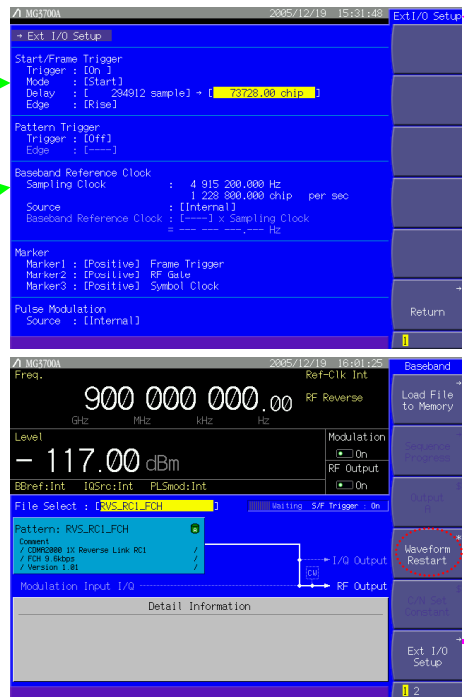 MG3700A 2005/12/19 15:31:48 Ext I/O Setup
→ Ext I/O Setup
Start/Frame Trigger
Trigger : [On ]
Mode : [Start]
Delay : [ 294912 sample] → [ 73728.00 chip ]
Edge : [Rise]
Pattern Trigger
Trigger : [Off]
Edge : [----]
Baseband Reference Clock
Sampling Clock : 4 915 200.000 Hz
1 228 800.000 chip per sec
Source : [Internal]
Baseband Reference Clock : [----] x Sampling Clock
= --- --- ---.--- Hz
Marker
Marker1 : [Positive] Frame Trigger
Marker2 : [Positive] RF Gate
Marker3 : [Positive] Symbol Clock
Pulse Modulation
Source : [Internal]
→
Return
1
MG3700A 2005/12/19 16:01:25 Baseband
Freq. Ref-Clk Int
900 000 000.00 RF Reverse
GHz MHz kHz Hz
Level Modulation
- 117.00 dBm On
RF Output
BBref:Int IQSrc:Int PLSmod:Int On
File Select : [RVS_RC1_FCH ] Waiting S/F Trigger : On
Pattern: RVS_RC1_FCH
Comment
/ CDMA2000 1X Reverse Link RC1 /
/ FCH 9.6kbps /
/ Version 1.01 /
I/Q Output
CW
Modulation Input I/Q RF Output
Detail Information
→
Load File
to Memory
Sequence
Progress
Output
A
*
Waveform
Restart
C/N Set
Constant
→
Ext I/O
Setup
1 2